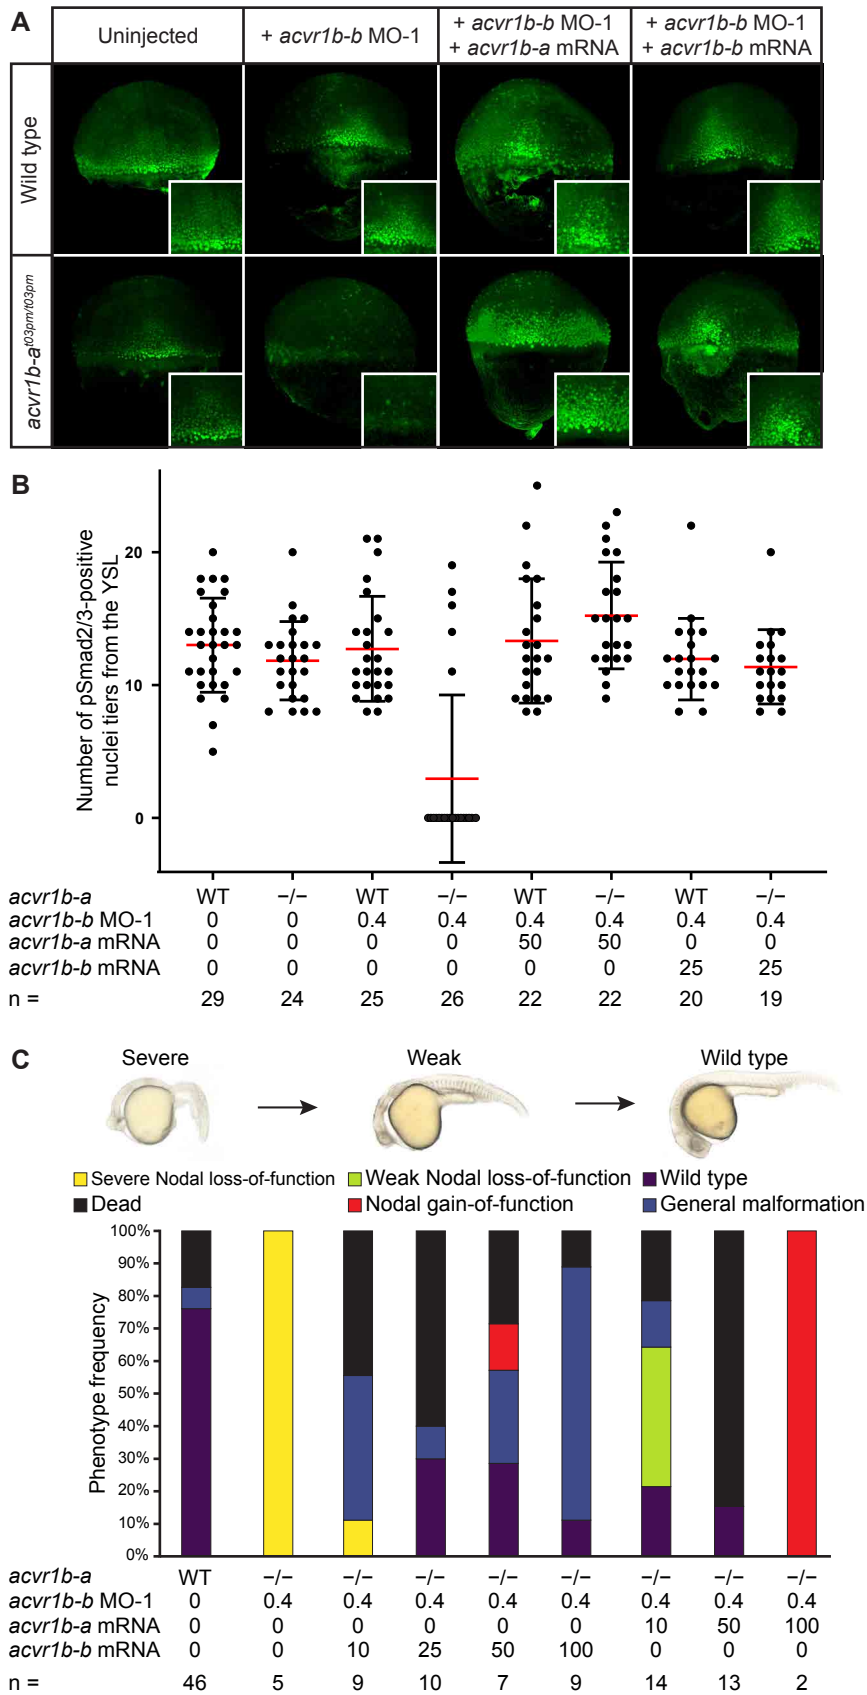 A
Uninjected
+ acvr1b-b MO-1
+ acvr1b-b MO-1
+ acvr1b-a mRNA
+ acvr1b-b MO-1
+ acvr1b-b mRNA
Wild type
acvr1b-a^t03pm/t03pm
B
Number of pSmad2/3-positive
nuclei tiers from the YSL
20
10
0
acvr1b-a WT −/− WT −/− WT −/− WT −/−
acvr1b-b MO-1 0 0 0.4 0.4 0.4 0.4 0.4 0.4
acvr1b-a mRNA 0 0 0 0 50 50 0 0
acvr1b-b mRNA 0 0 0 0 0 0 25 25
n = 29 24 25 26 22 22 20 19
C
Severe Weak Wild type
Severe Nodal loss-of-function Weak Nodal loss-of-function Wild type
Dead Nodal gain-of-function General malformation
Phenotype frequency
100%
90%
80%
70%
60%
50%
40%
30%
20%
10%
0%
acvr1b-a WT −/− −/− −/− −/− −/− −/− −/− −/−
acvr1b-b MO-1 0 0.4 0.4 0.4 0.4 0.4 0.4 0.4 0.4
acvr1b-a mRNA 0 0 0 0 0 0 10 50 100
acvr1b-b mRNA 0 0 10 25 50 100 0 0 0
n = 46 5 9 10 7 9 14 13 2